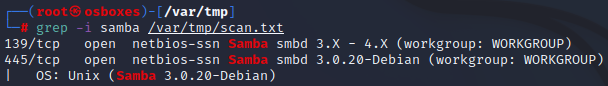 ┌──(root㉿osboxes)-[/var/tmp]
└─# grep -i samba /var/tmp/scan.txt
139/tcp   open  netbios-ssn Samba smbd 3.X - 4.X (workgroup: WORKGROUP)
445/tcp   open  netbios-ssn Samba smbd 3.0.20-Debian (workgroup: WORKGROUP)
|   OS: Unix (Samba 3.0.20-Debian)